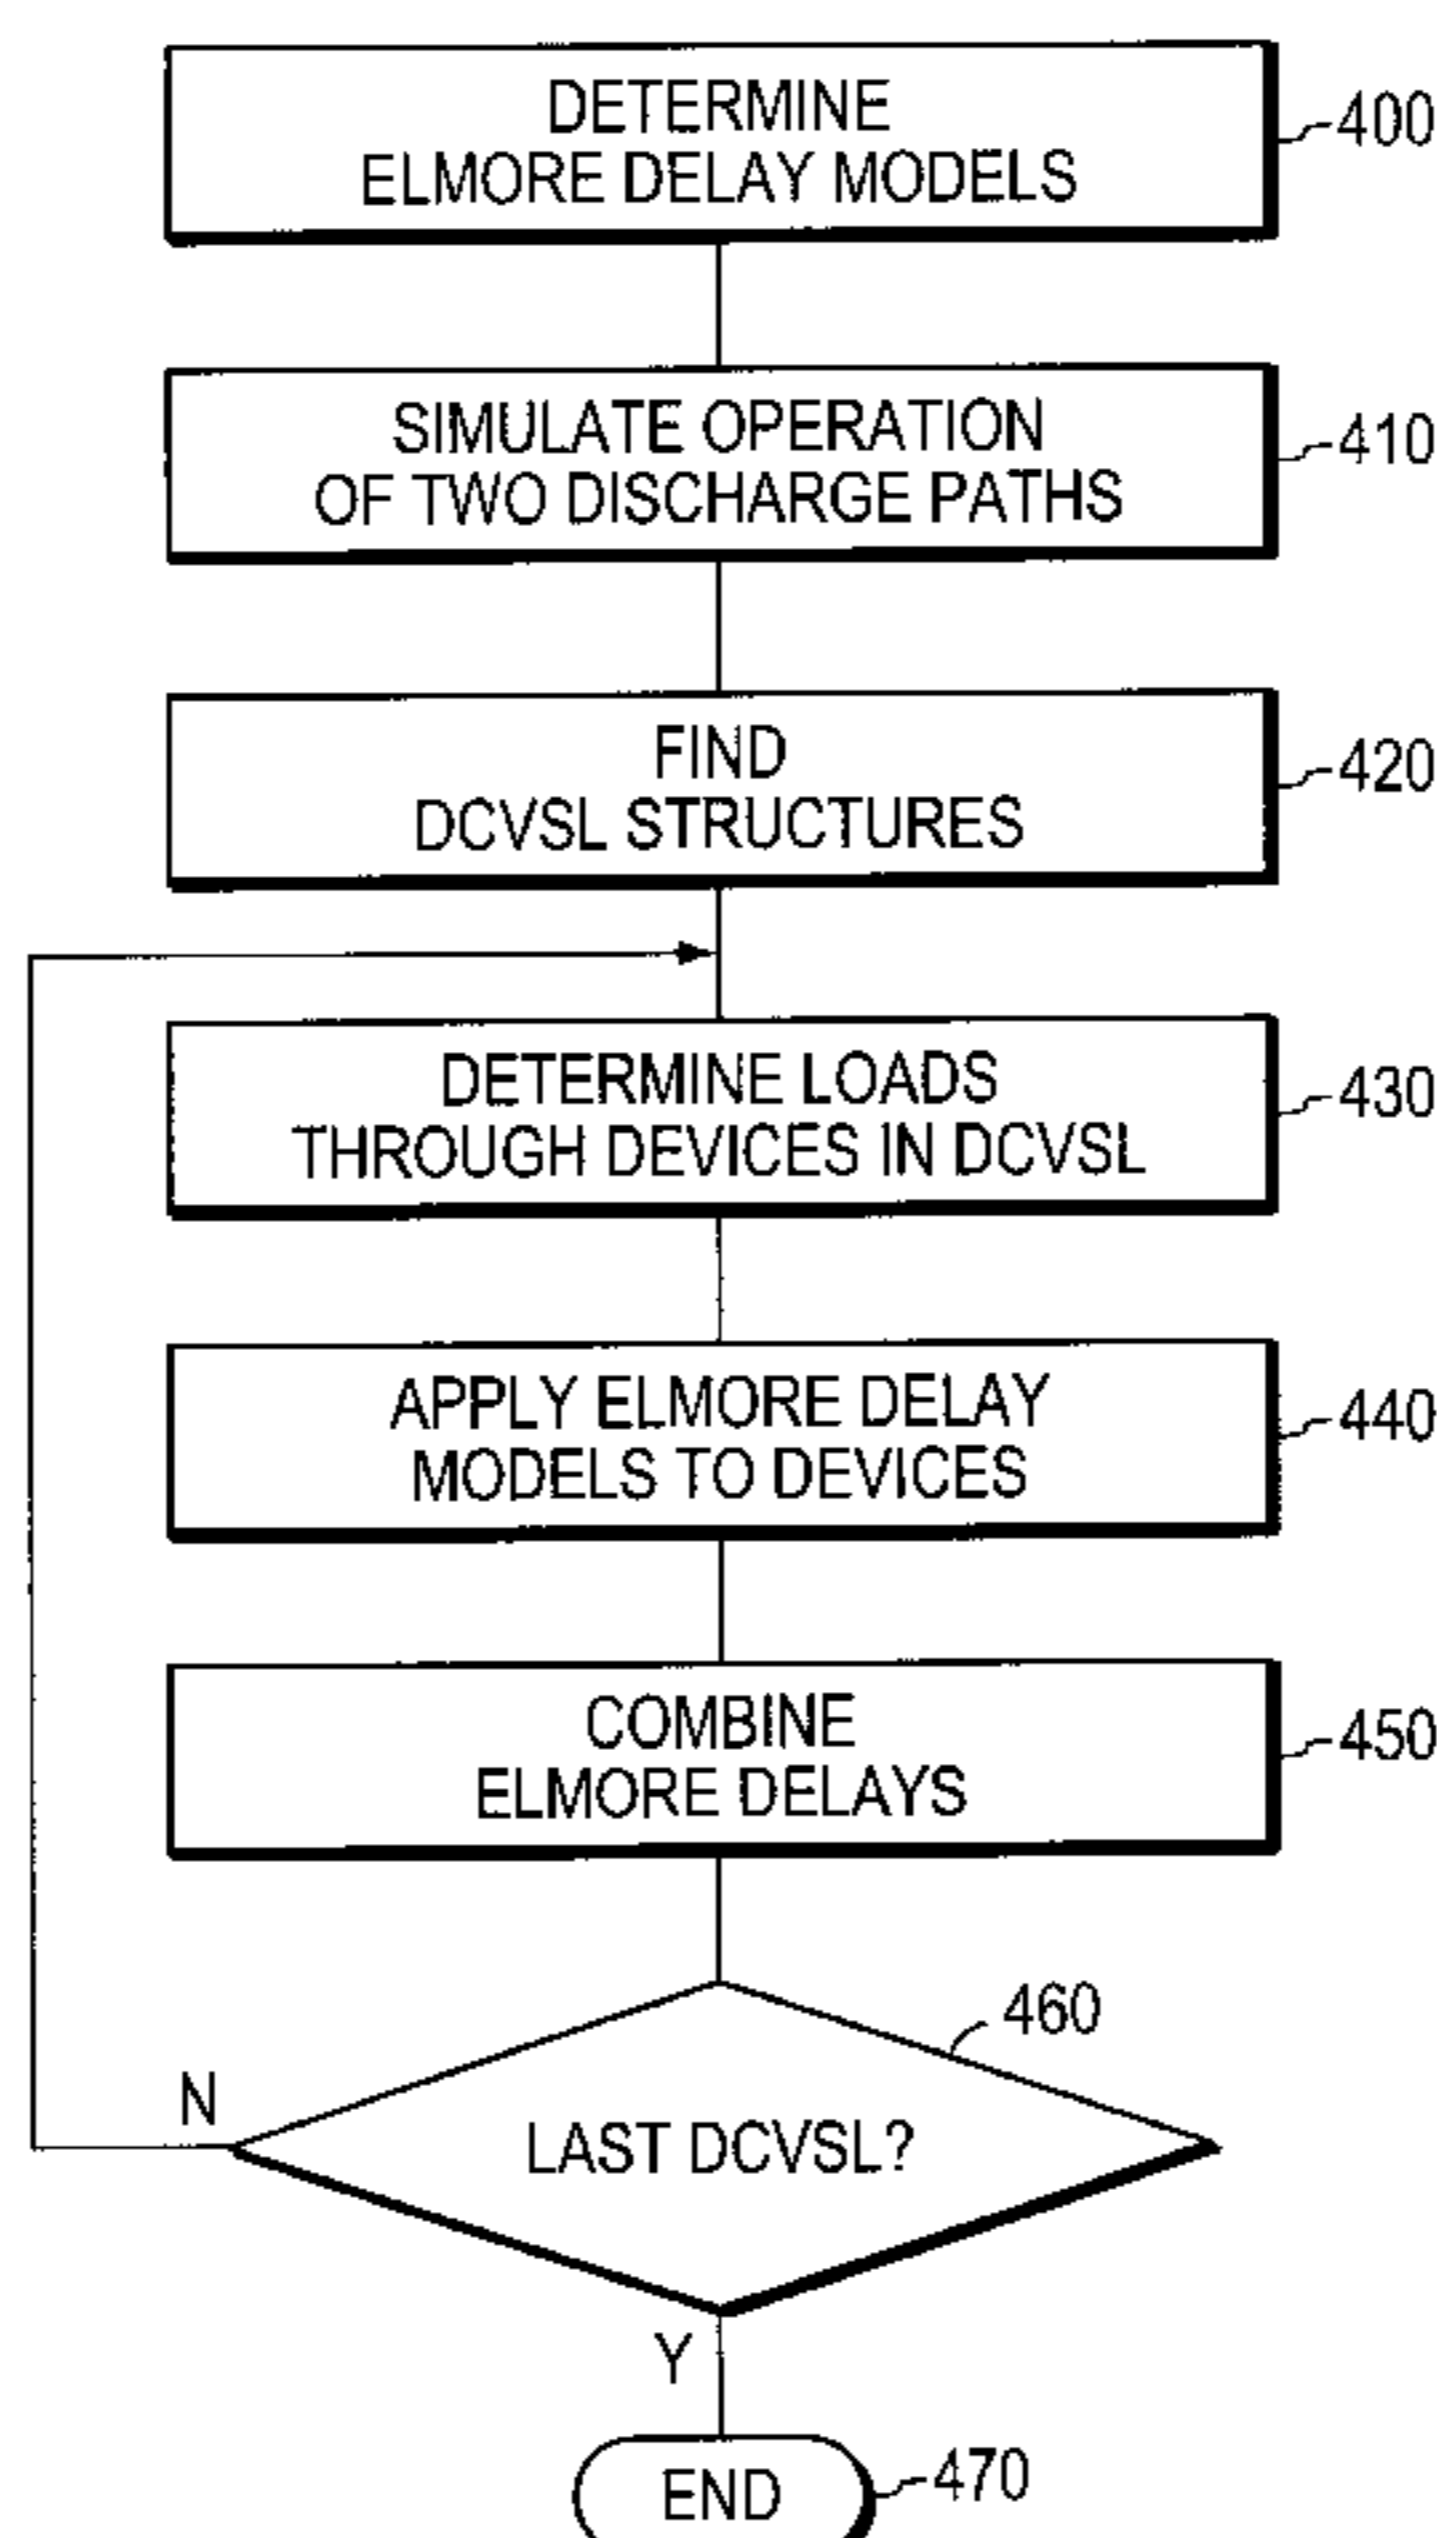 DETERMINE
ELMORE DELAY MODELS
400
SIMULATE OPERATION
OF TWO DISCHARGE PATHS
410
FIND
DCVSL STRUCTURES
420
DETERMINE LOADS
THROUGH DEVICES IN DCVSL
430
APPLY ELMORE DELAY
MODELS TO DEVICES
440
COMBINE
ELMORE DELAYS
450
460
N
LAST DCVSL?
Y
END
470